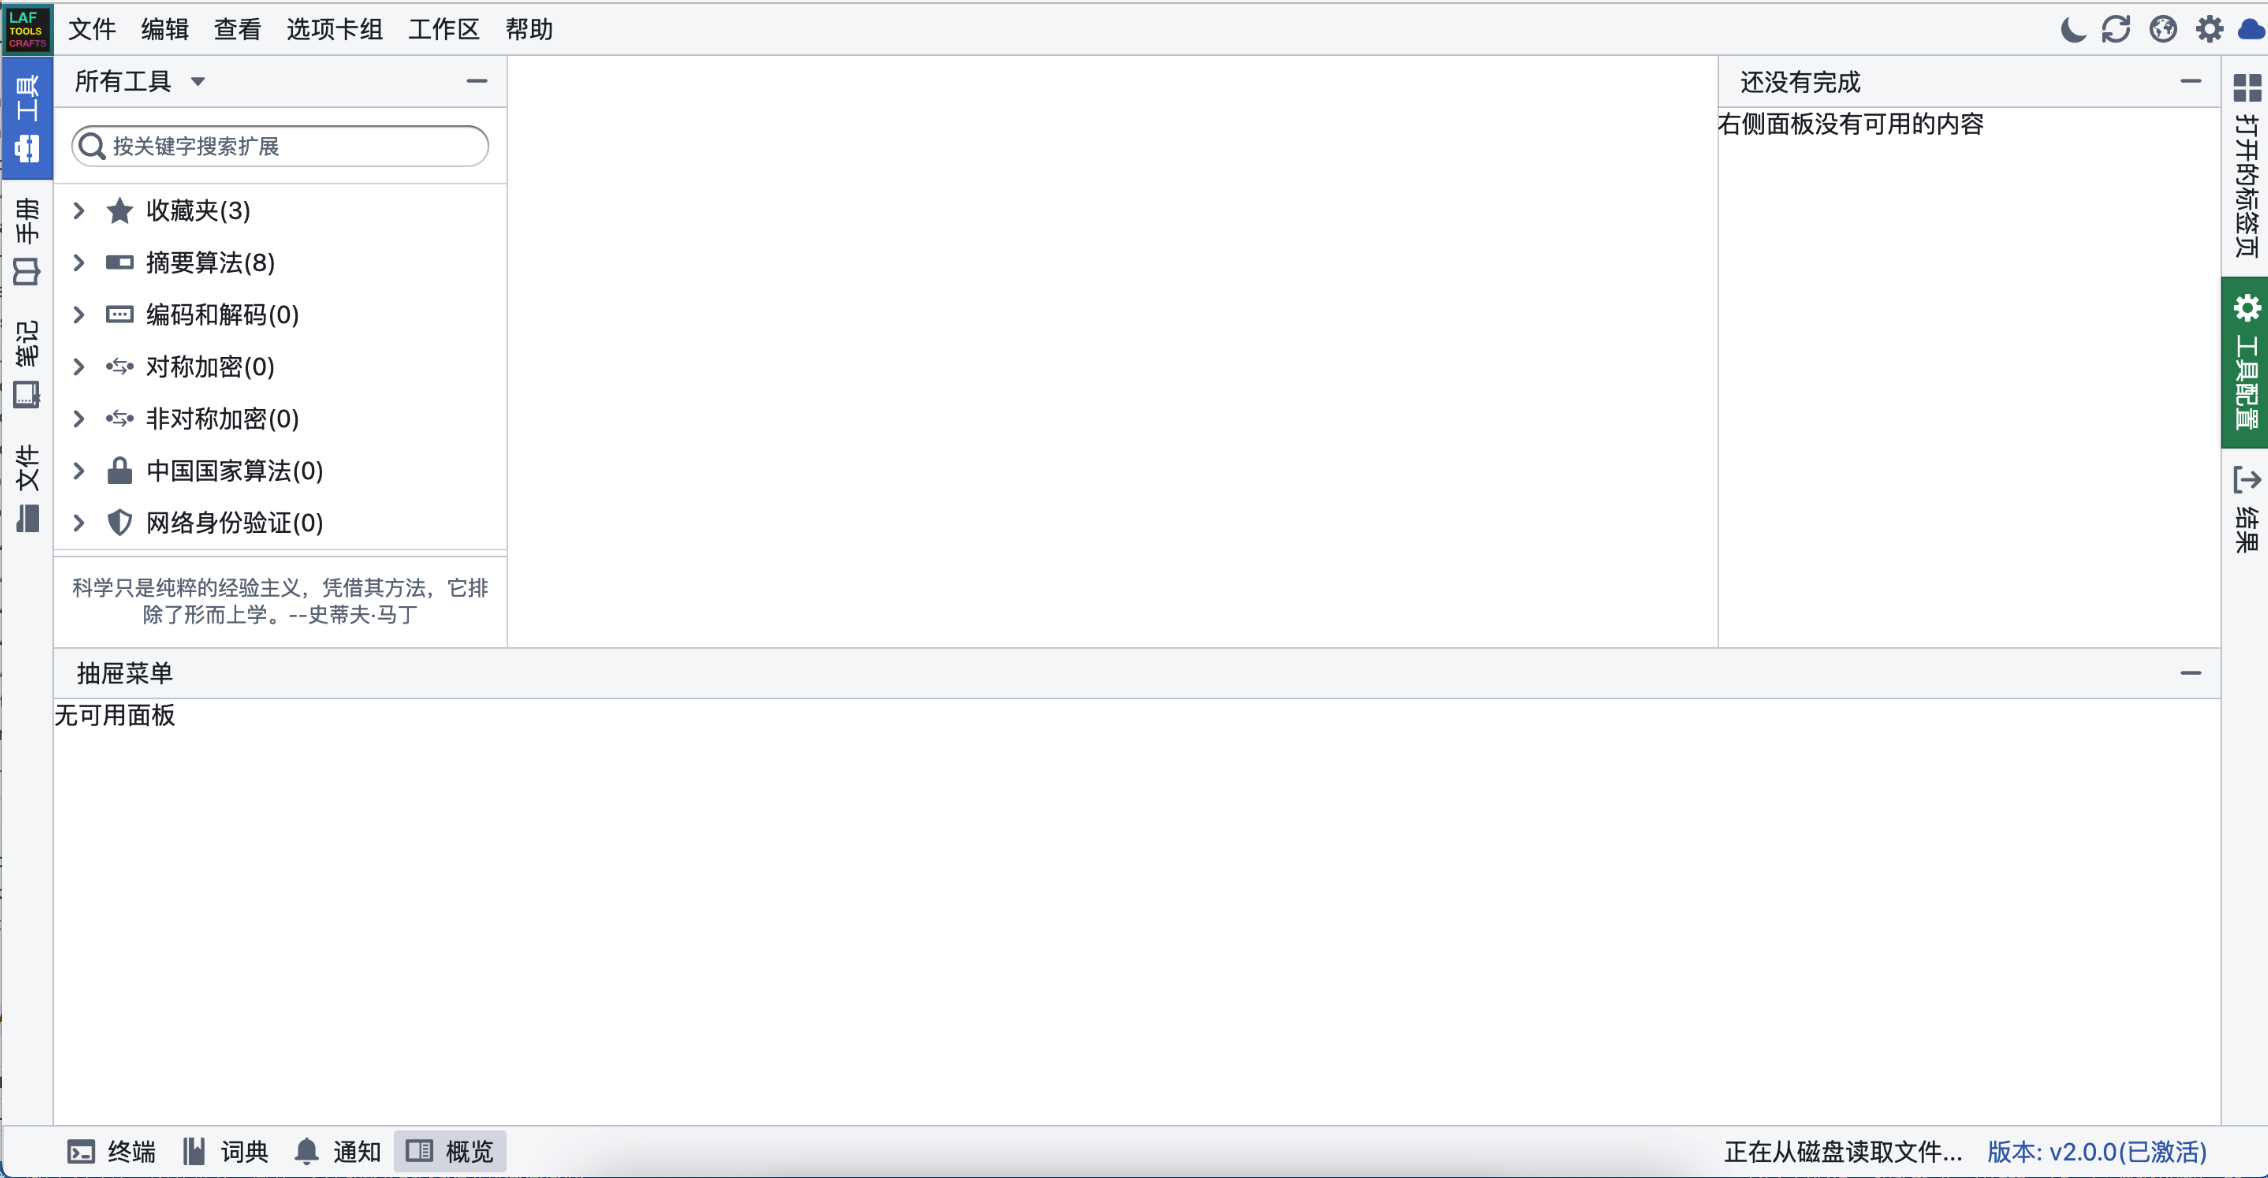 LAF
TOOLS
CRAFTS
文件 编辑 查看 选项卡组 工作区 帮助
工具
手册
笔记
文件
所有工具
按关键字搜索扩展
收藏夹(3)
摘要算法(8)
编码和解码(0)
对称加密(0)
非对称加密(0)
中国国家算法(0)
网络身份验证(0)
科学只是纯粹的经验主义，凭借其方法，它排
除了形而上学。--史蒂夫·马丁
还没有完成
右侧面板没有可用的内容
打开的标签页
工具配置
结果
抽屉菜单
无可用面板
终端 词典 通知 概览
正在从磁盘读取文件... 版本: v2.0.0(已激活)